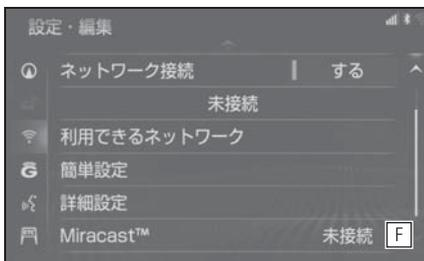 設定・編集
ネットワーク接続 する
未接続
利用できるネットワーク
G 簡単設定
詳細設定
Miracast™ 未接続 F